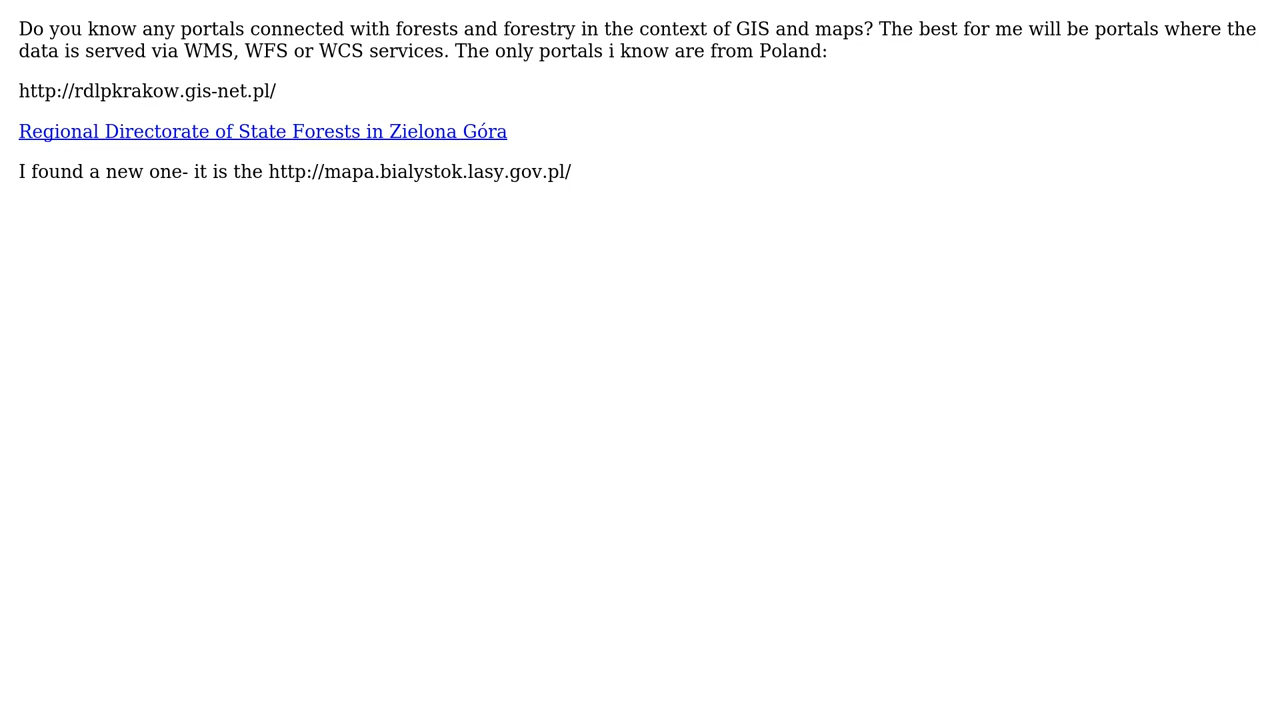 Do you know any portals connected with forests and forestry in the context of GIS and maps? The best for me will be portals where the
data is served via WMS, WFS or WCS services. The only portals i know are from Poland:
http://rdlpkrakow.gis-net.pl/
Regional Directorate of State Forests in Zielona Góra
I found a new one- it is the http://mapa.bialystok.lasy.gov.pl/